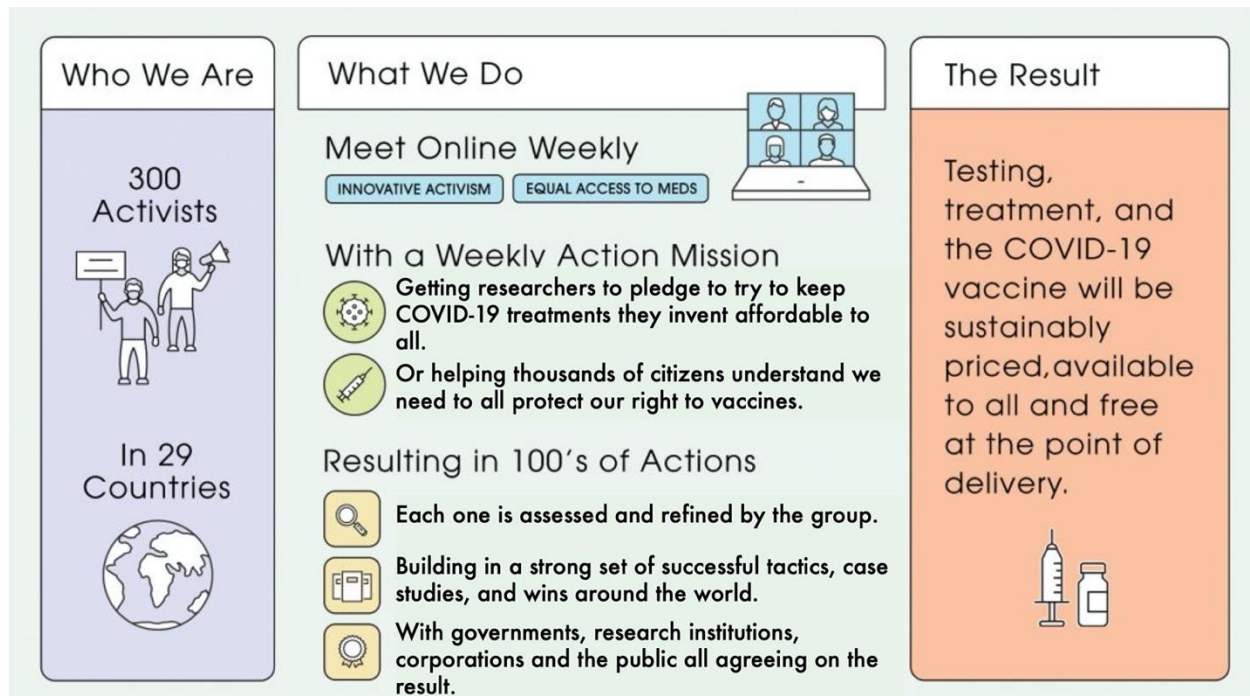 Who We Are
300
Activists
In 29
Countries
What We Do
Meet Online Weekly
INNOVATIVE ACTIVISM
EQUAL ACCESS TO MEDS
With a Weekly Action Mission
Getting researchers to pledge to try to keep
COVID-19 treatments they invent affordable to
all.
Or helping thousands of citizens understand we
need to all protect our right to vaccines.
Resulting in 100's of Actions
Each one is assessed and refined by the group.
Building in a strong set of successful tactics, case
studies, and wins around the world.
With governments, research institutions,
corporations and the public all agreeing on the
result.
The Result
Testing,
treatment, and
the COVID-19
vaccine will be
sustainably
priced,available
to all and free
at the point of
delivery.